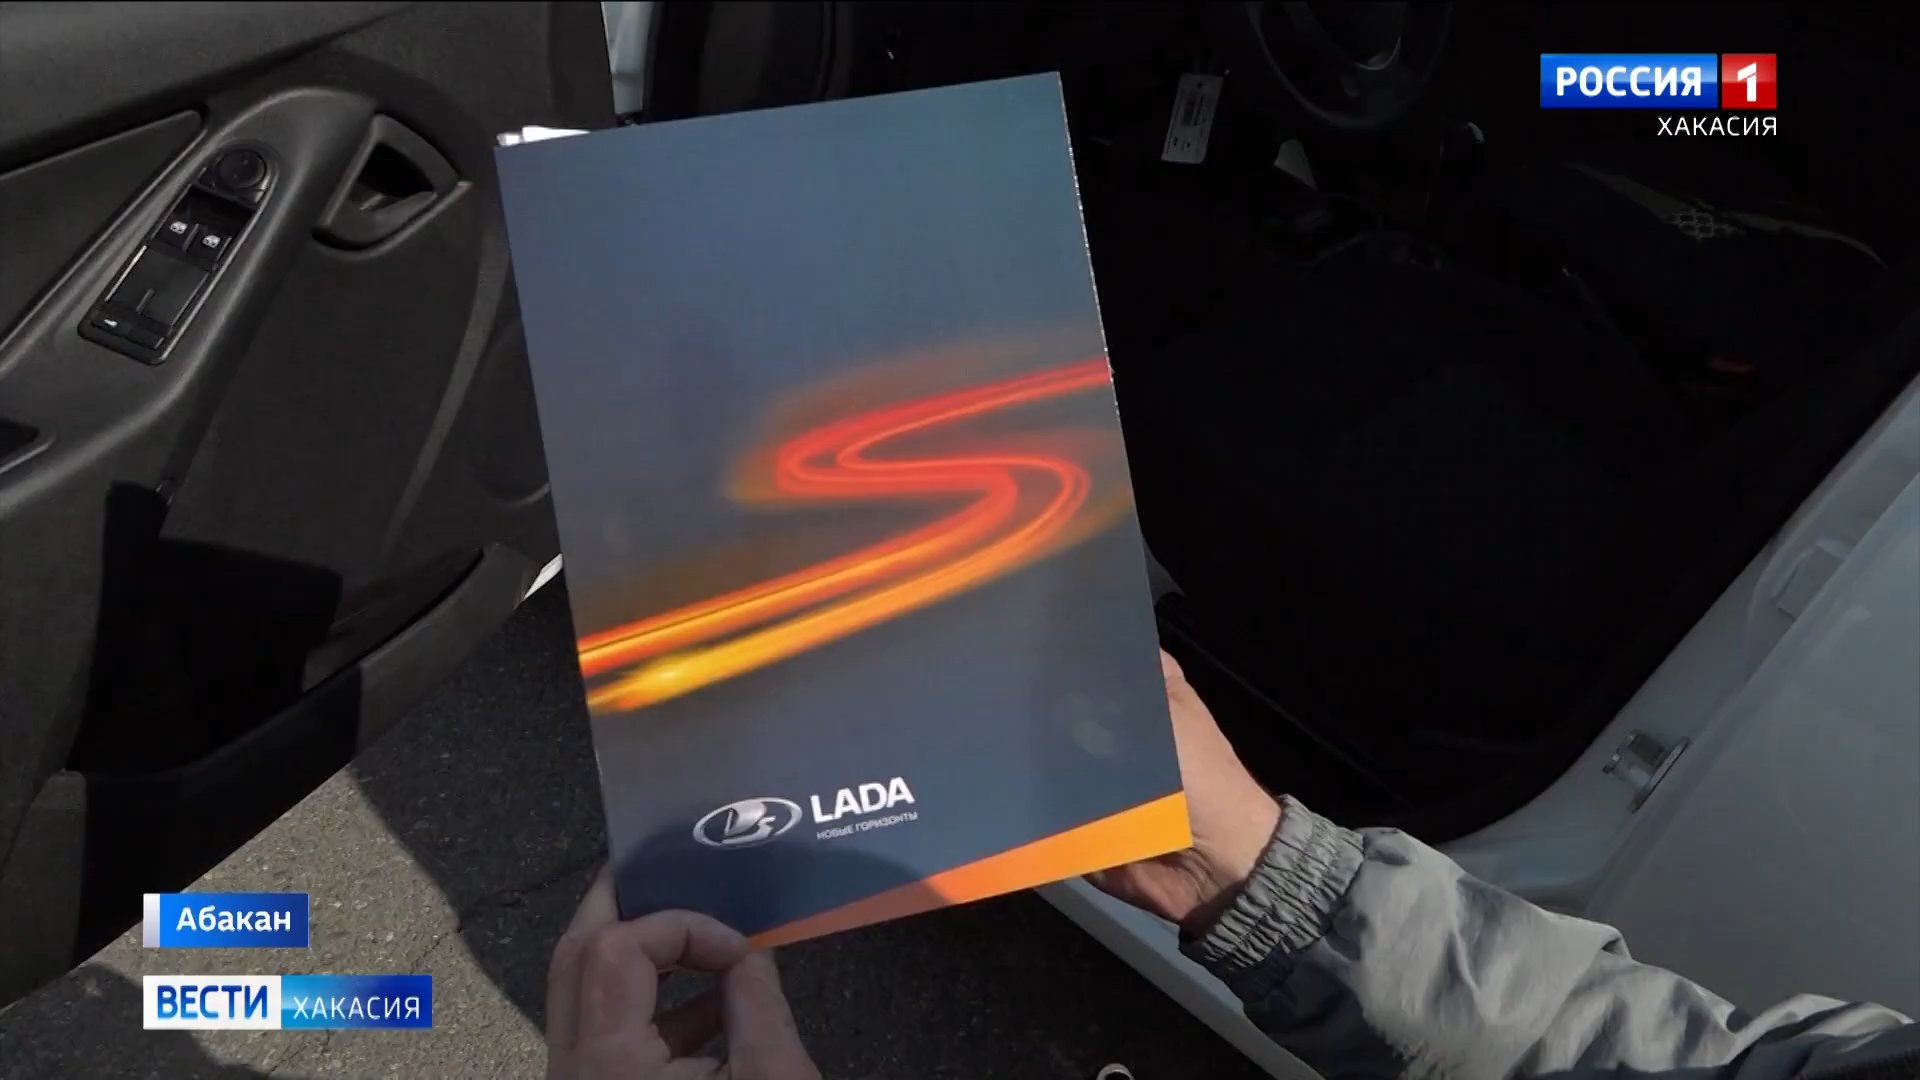 РОССИЯ 1
ХАКАСИЯ
LADA
НОВЫЕ ГОРИЗОНТЫ
Абакан
ВЕСТИ ХАКАСИЯ